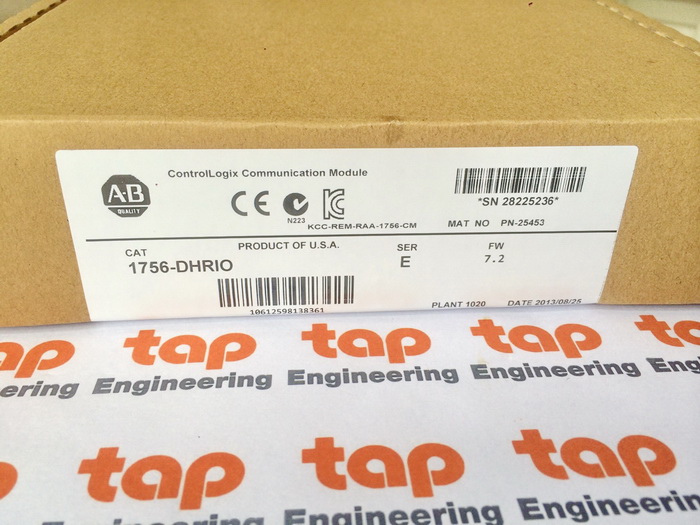 ControlLogix Communication Module
A-B
QUALITY
CE
N223
KCC-REM-RAA-1756-CM
*SN 28225236*
MAT NO PN-25453
PRODUCT OF U.S.A.
CAT
1756-DHRIO
SER
E
FW
7.2
10612598138361
PLANT 1020 DATE 2013/08/25
tap tap tap tap
Engineering Engineering Engineering Engineering
tap tap tap
Engineering Engineering Engineering